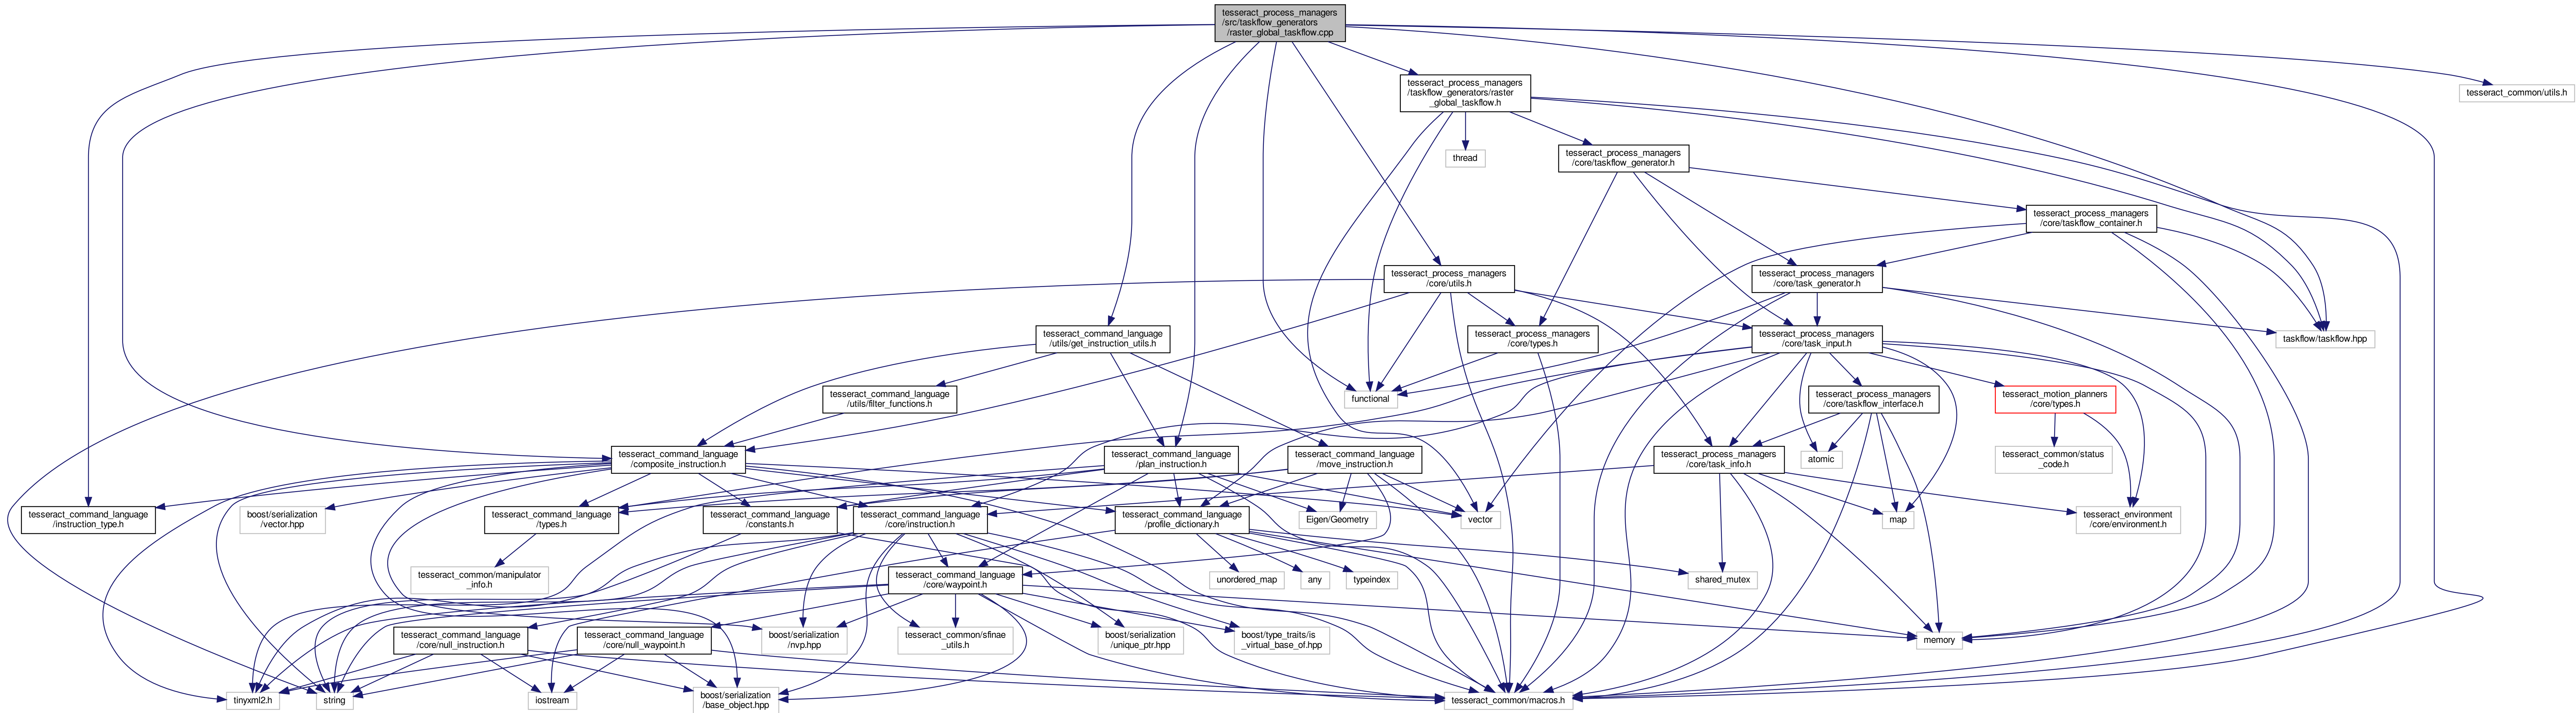 tesseract_process_managers
/src/taskflow_generators
/raster_global_taskflow.cpp
tesseract_process_managers
/taskflow_generators/raster
_global_taskflow.h
tesseract_common/utils.h
thread
tesseract_process_managers
/core/taskflow_generator.h
tesseract_process_managers
/core/taskflow_container.h
tesseract_process_managers
/core/utils.h
tesseract_process_managers
/core/task_generator.h
tesseract_command_language
/utils/get_instruction_utils.h
tesseract_process_managers
/core/types.h
tesseract_process_managers
/core/task_input.h
taskflow/taskflow.hpp
tesseract_command_language
/utils/filter_functions.h
functional
tesseract_process_managers
/core/taskflow_interface.h
tesseract_motion_planners
/core/types.h
tesseract_command_language
/composite_instruction.h
tesseract_command_language
/plan_instruction.h
tesseract_command_language
/move_instruction.h
tesseract_process_managers
/core/task_info.h
atomic
tesseract_common/status
_code.h
tesseract_command_language
/instruction_type.h
boost/serialization
/vector.hpp
tesseract_command_language
/types.h
tesseract_command_language
/constants.h
tesseract_command_language
/core/instruction.h
tesseract_command_language
/profile_dictionary.h
Eigen/Geometry
vector
map
tesseract_environment
/core/environment.h
tesseract_common/manipulator
_info.h
tesseract_command_language
/core/waypoint.h
unordered_map
any
typeindex
shared_mutex
tesseract_command_language
/core/null_instruction.h
tesseract_command_language
/core/null_waypoint.h
boost/serialization
/nvp.hpp
tesseract_common/sfinae
_utils.h
boost/serialization
/unique_ptr.hpp
boost/type_traits/is
_virtual_base_of.hpp
memory
tinyxml2.h
string
iostream
boost/serialization
/base_object.hpp
tesseract_common/macros.h